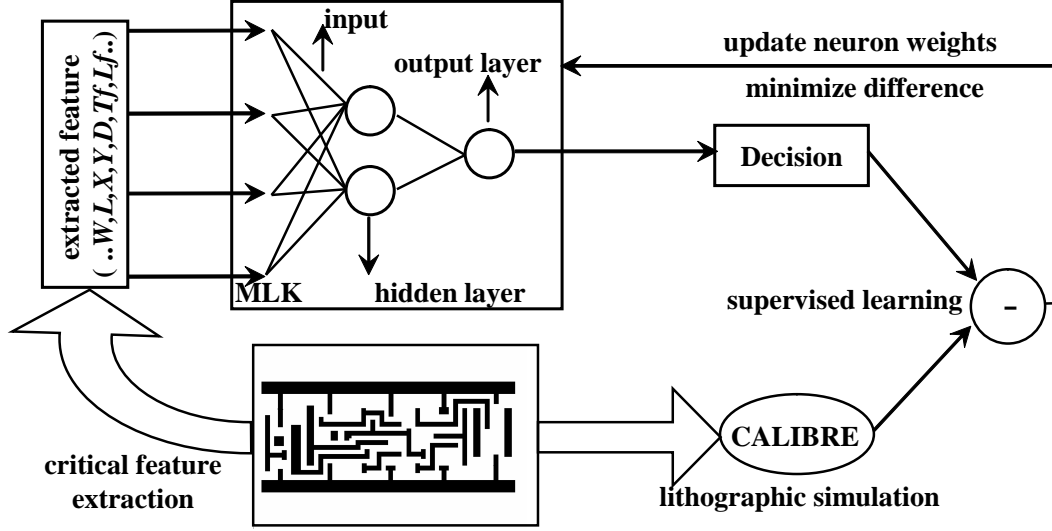 extracted feature
( ..W,L,X,Y,D,Tf,Lf..)
input
output layer
MLK
hidden layer
update neuron weights
minimize difference
Decision
supervised learning
-
critical feature
extraction
CALIBRE
lithographic simulation